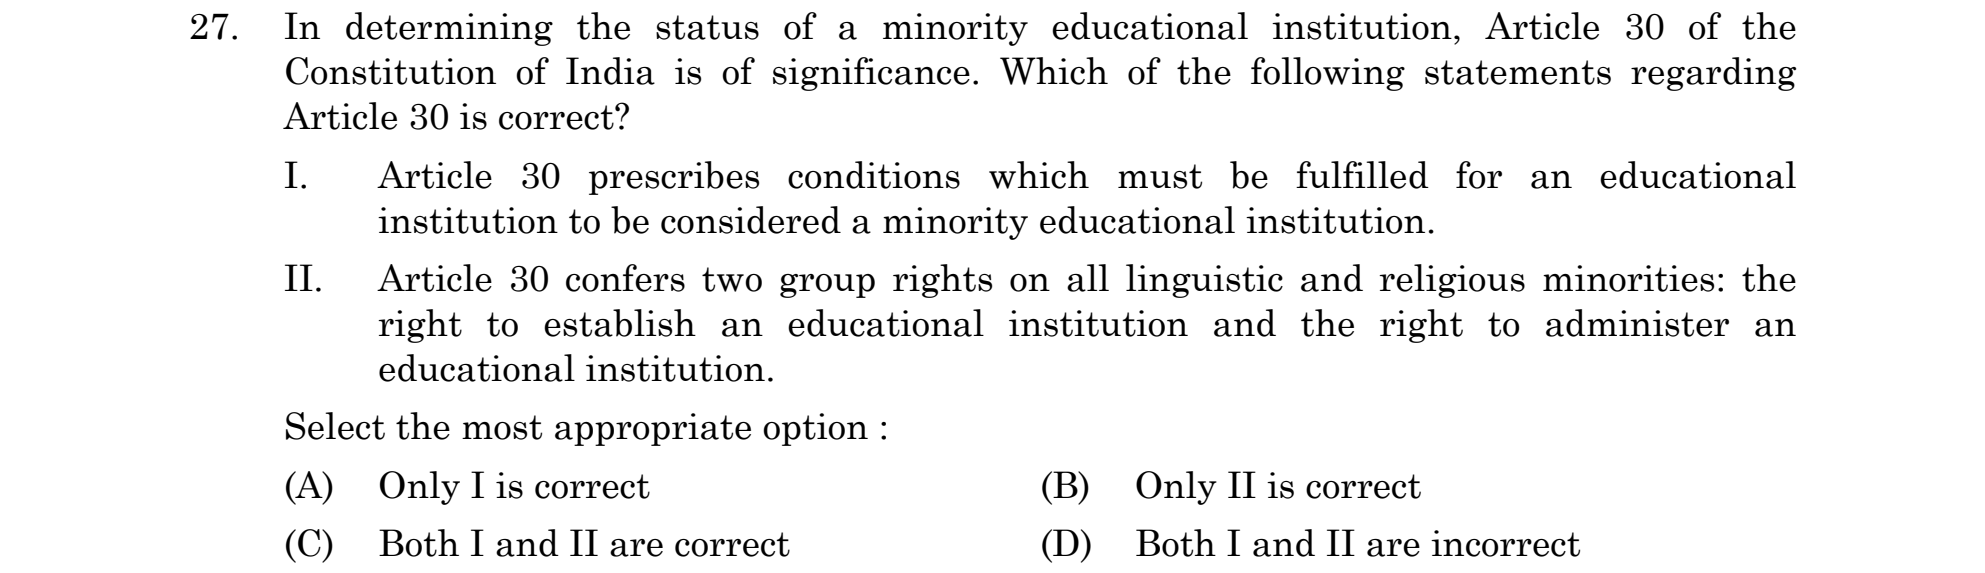 27. In determining the status of a minority educational institution, Article 30 of the
Constitution of India is of significance. Which of the following statements regarding
Article 30 is correct?
I. Article 30 prescribes conditions which must be fulfilled for an educational
institution to be considered a minority educational institution.
II. Article 30 confers two group rights on all linguistic and religious minorities: the
right to establish an educational institution and the right to administer an
educational institution.
Select the most appropriate option :
(A) Only I is correct (B) Only II is correct
(C) Both I and II are correct (D) Both I and II are incorrect